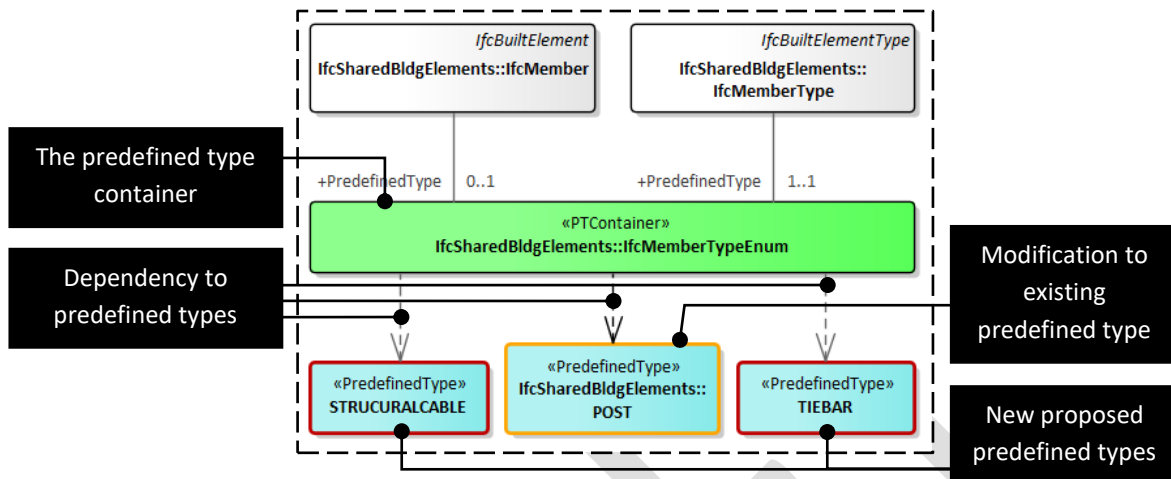 IfcBuiltElement
IfcSharedBldgElements::IfcMember
IfcBuiltElementType
IfcSharedBldgElements::
IfcMemberType
The predefined type
container
+PredefinedType
0..1
+PredefinedType
1..1
«PTContainer»
IfcSharedBldgElements::IfcMemberTypeEnum
Dependency to
predefined types
Modification to
existing
predefined type
«PredefinedType»
STRUCURALCABLE
«PredefinedType»
IfcSharedBldgElements::
POST
«PredefinedType»
TIEBAR
New proposed
predefined types